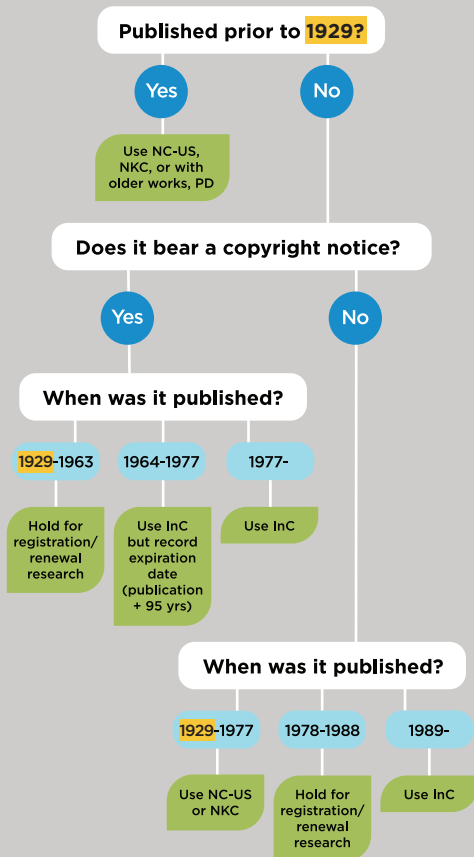 Published prior to 1929?
Yes
No
Use NC-US,
NKC, or with
older works, PD
Does it bear a copyright notice?
Yes
No
When was it published?
1929-1963
1964-1977
1977-
Hold for
registration/
renewal
research
Use InC
but record
expiration
date
(publication
+ 95 yrs)
Use InC
When was it published?
1929-1977
1978-1988
1989-
Use NC-US
or NKC
Hold for
registration/
renewal
research
Use InC